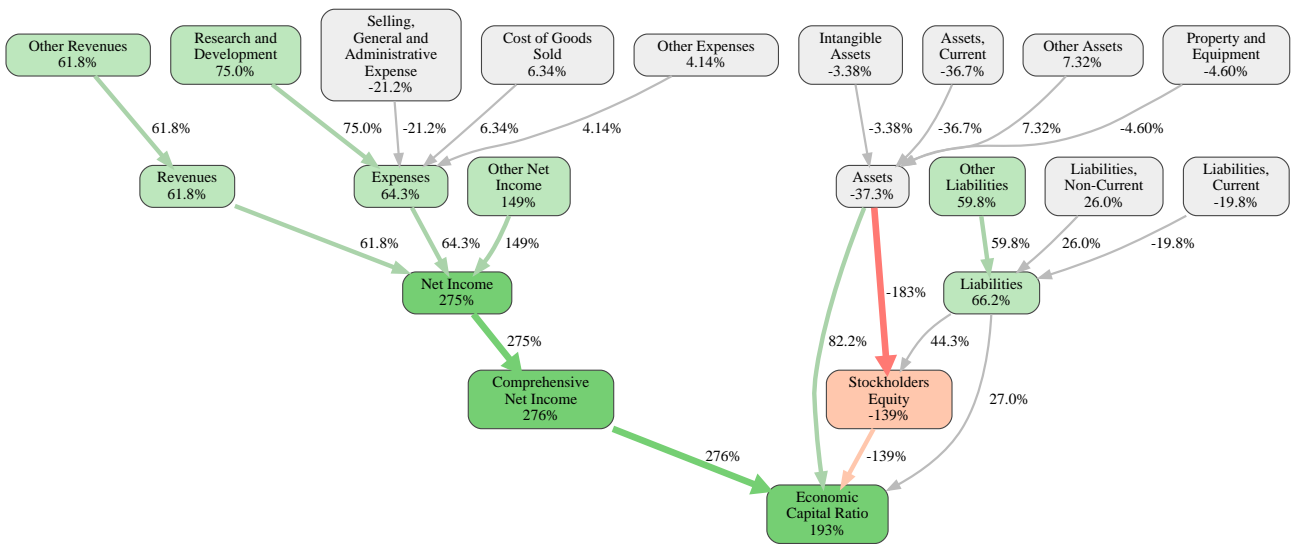 Other Revenues
61.8%
Research and
Development
75.0%
Selling,
General and
Administrative
Expense
-21.2%
Cost of Goods
Sold
6.34%
Other Expenses
4.14%
Intangible
Assets
-3.38%
Assets,
Current
-36.7%
Other Assets
7.32%
Property and
Equipment
-4.60%
61.8%
75.0%
-21.2%
6.34%
4.14%
-3.38%
-36.7%
7.32%
-4.60%
Revenues
61.8%
Expenses
64.3%
Other Net
Income
149%
Assets
-37.3%
Other
Liabilities
59.8%
Liabilities,
Non-Current
26.0%
Liabilities,
Current
-19.8%
61.8%
64.3%
149%
59.8%
26.0%
-19.8%
Net Income
275%
-183%
Liabilities
66.2%
275%
82.2%
44.3%
Comprehensive
Net Income
276%
Stockholders
Equity
-139%
27.0%
276%
-139%
Economic
Capital Ratio
193%